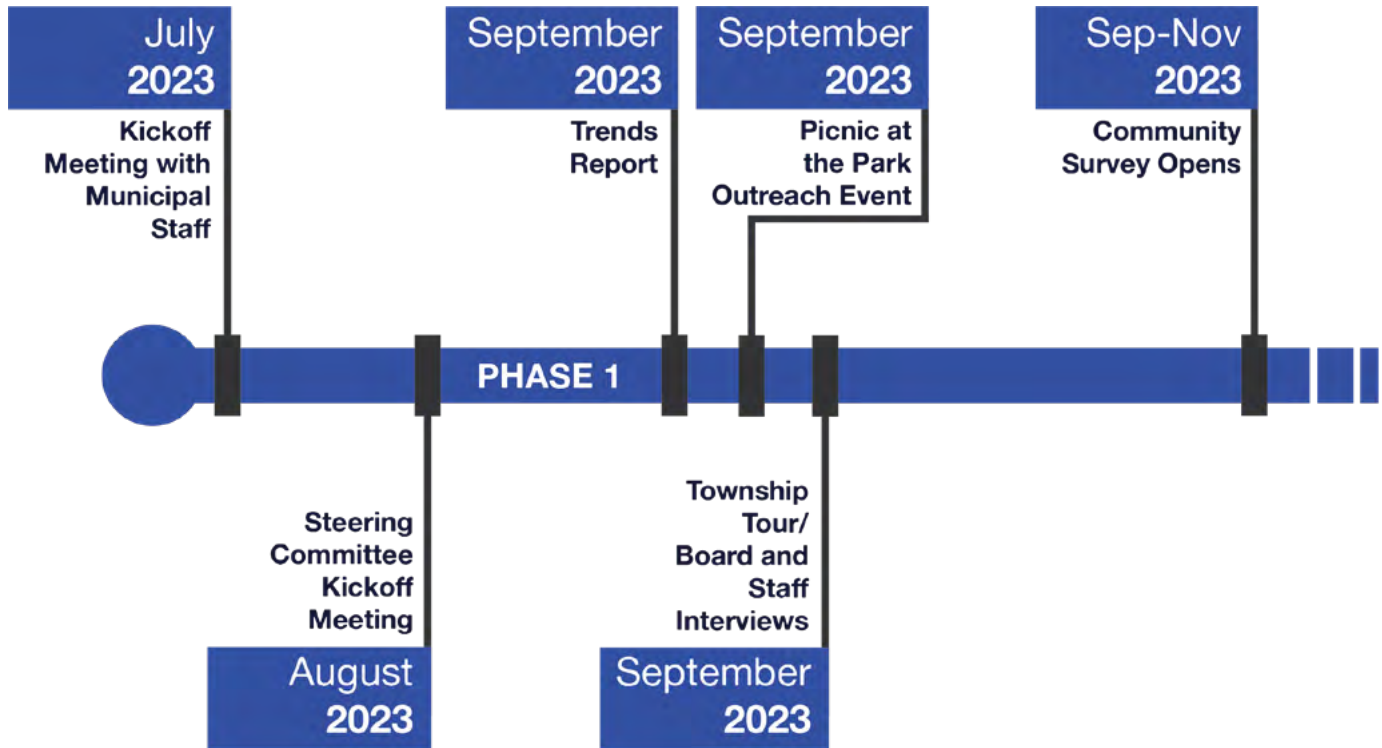 July
2023
Kickoff
Meeting with
Municipal
Staff
September
2023
Trends
Report
September
2023
Picnic at
the Park
Outreach Event
Sep-Nov
2023
Community
Survey Opens
PHASE 1
Steering
Committee
Kickoff
Meeting
August
2023
Township
Tour/
Board and
Staff
Interviews
September
2023